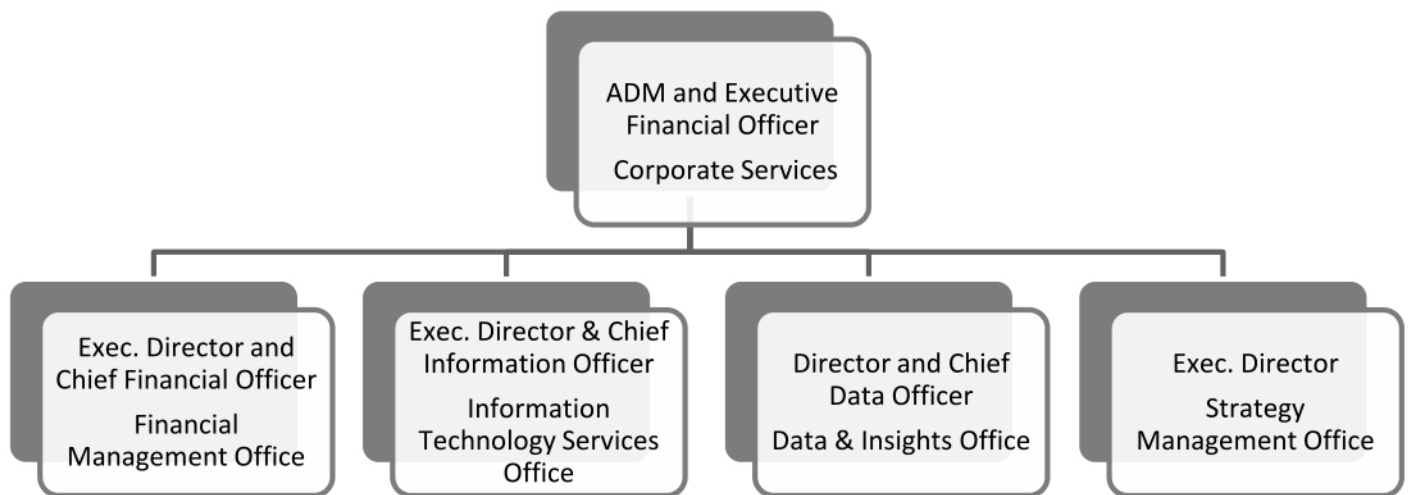 ADM and Executive
Financial Officer
Corporate Services
Exec. Director and
Chief Financial Officer
Financial
Management Office
Exec. Director & Chief
Information Officer
Information
Technology Services
Office
Director and Chief
Data Officer
Data & Insights Office
Exec. Director
Strategy
Management Office